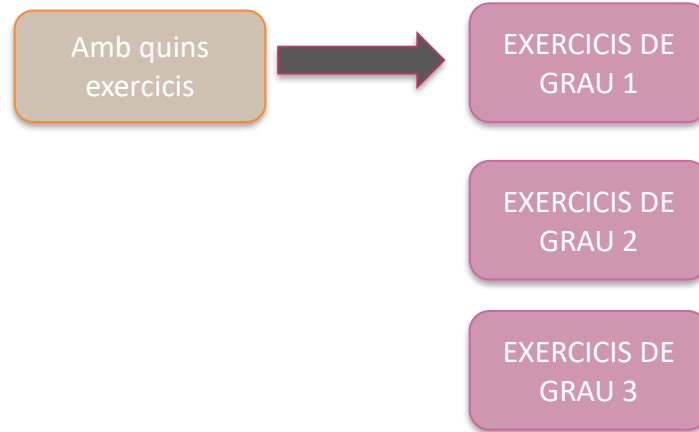 Amb quins
exercicis
EXERCICIS DE
GRAU 1
EXERCICIS DE
GRAU 2
EXERCICIS DE
GRAU 3